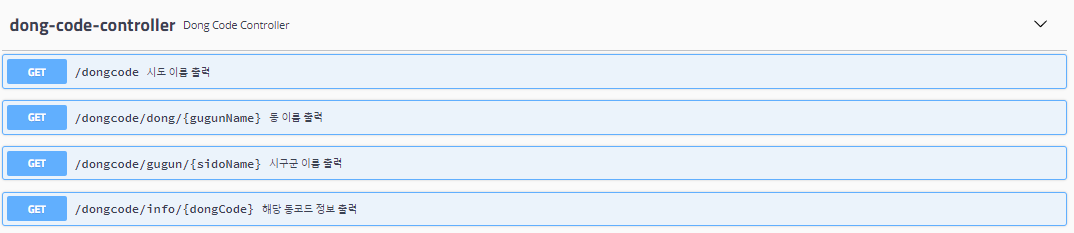 dong-code-controller Dong Code Controller
GET /dongcode 시도 이름 출력
GET /dongcode/dong/{gugunName} 동 이름 출력
GET /dongcode/gugun/{sidoName} 시구군 이름 출력
GET /dongcode/info/{dongCode} 해당 동코드 정보 출력